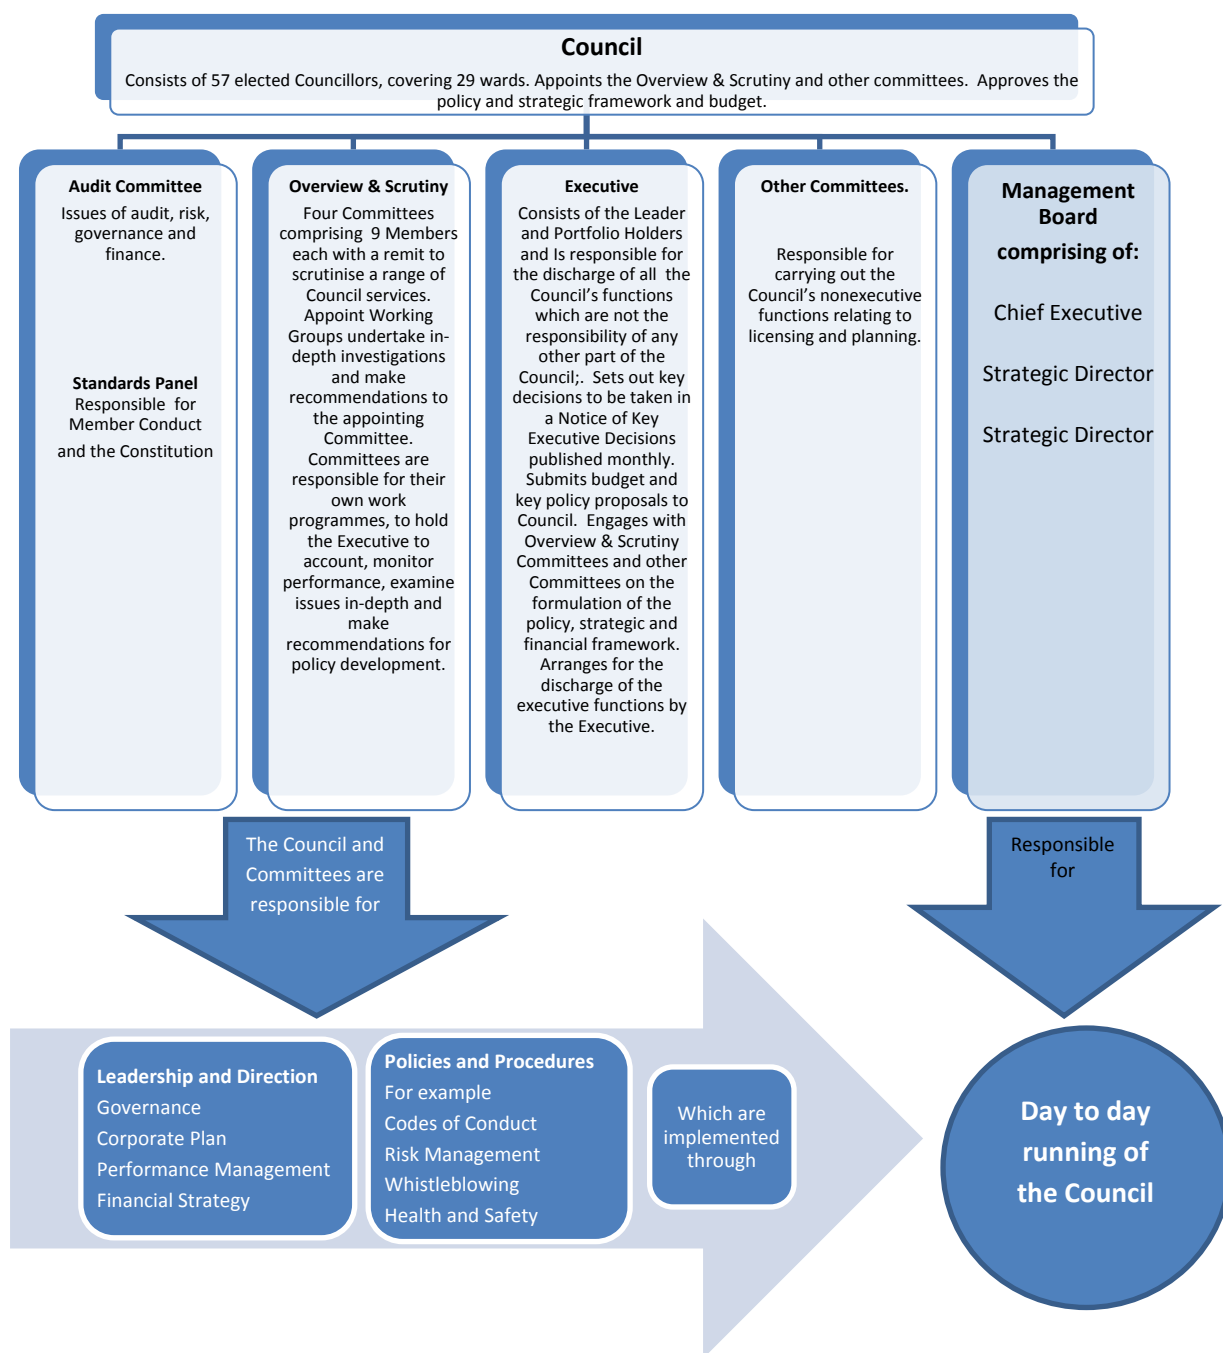 Council
Consists of 57 elected Councillors, covering 29 wards. Appoints the Overview & Scrutiny and other committees. Approves the
policy and strategic framework and budget.
Audit Committee
Issues of audit, risk,
governance and
finance.
Standards Panel
Responsible for
Member Conduct
and the Constitution
Overview & Scrutiny
Four Committees
comprising 9 Members
each with a remit to
scrutinise a range of
Council services.
Appoint Working
Groups undertake in-
depth investigations
and make
recommendations to
the appointing
Committee.
Committees are
responsible for their
own work
programmes, to hold
the Executive to
account, monitor
performance, examine
issues in-depth and
make
recommendations for
policy development.
Executive
Consists of the Leader
and Portfolio Holders
and Is responsible for
the discharge of all the
Council's functions
which are not the
responsibility of any
other part of the
Council;. Sets out key
decisions to be taken in
a Notice of Key
Executive Decisions
published monthly.
Submits budget and
key policy proposals to
Council. Engages with
Overview & Scrutiny
Committees and other
Committees on the
formulation of the
policy, strategic and
financial framework.
Arranges for the
discharge of the
executive functions by
the Executive.
Other Committees.
Responsible for
carrying out the
Council's nonexecutive
functions relating to
licensing and planning.
Management
Board
comprising of:
Chief Executive
Strategic Director
Strategic Director
The Council and
Committees are
responsible for
Responsible
for
Leadership and Direction
Governance
Corporate Plan
Performance Management
Financial Strategy
Policies and Procedures
For example
Codes of Conduct
Risk Management
Whistleblowing
Health and Safety
Which are
implemented
through
Day to day
running of
the Council